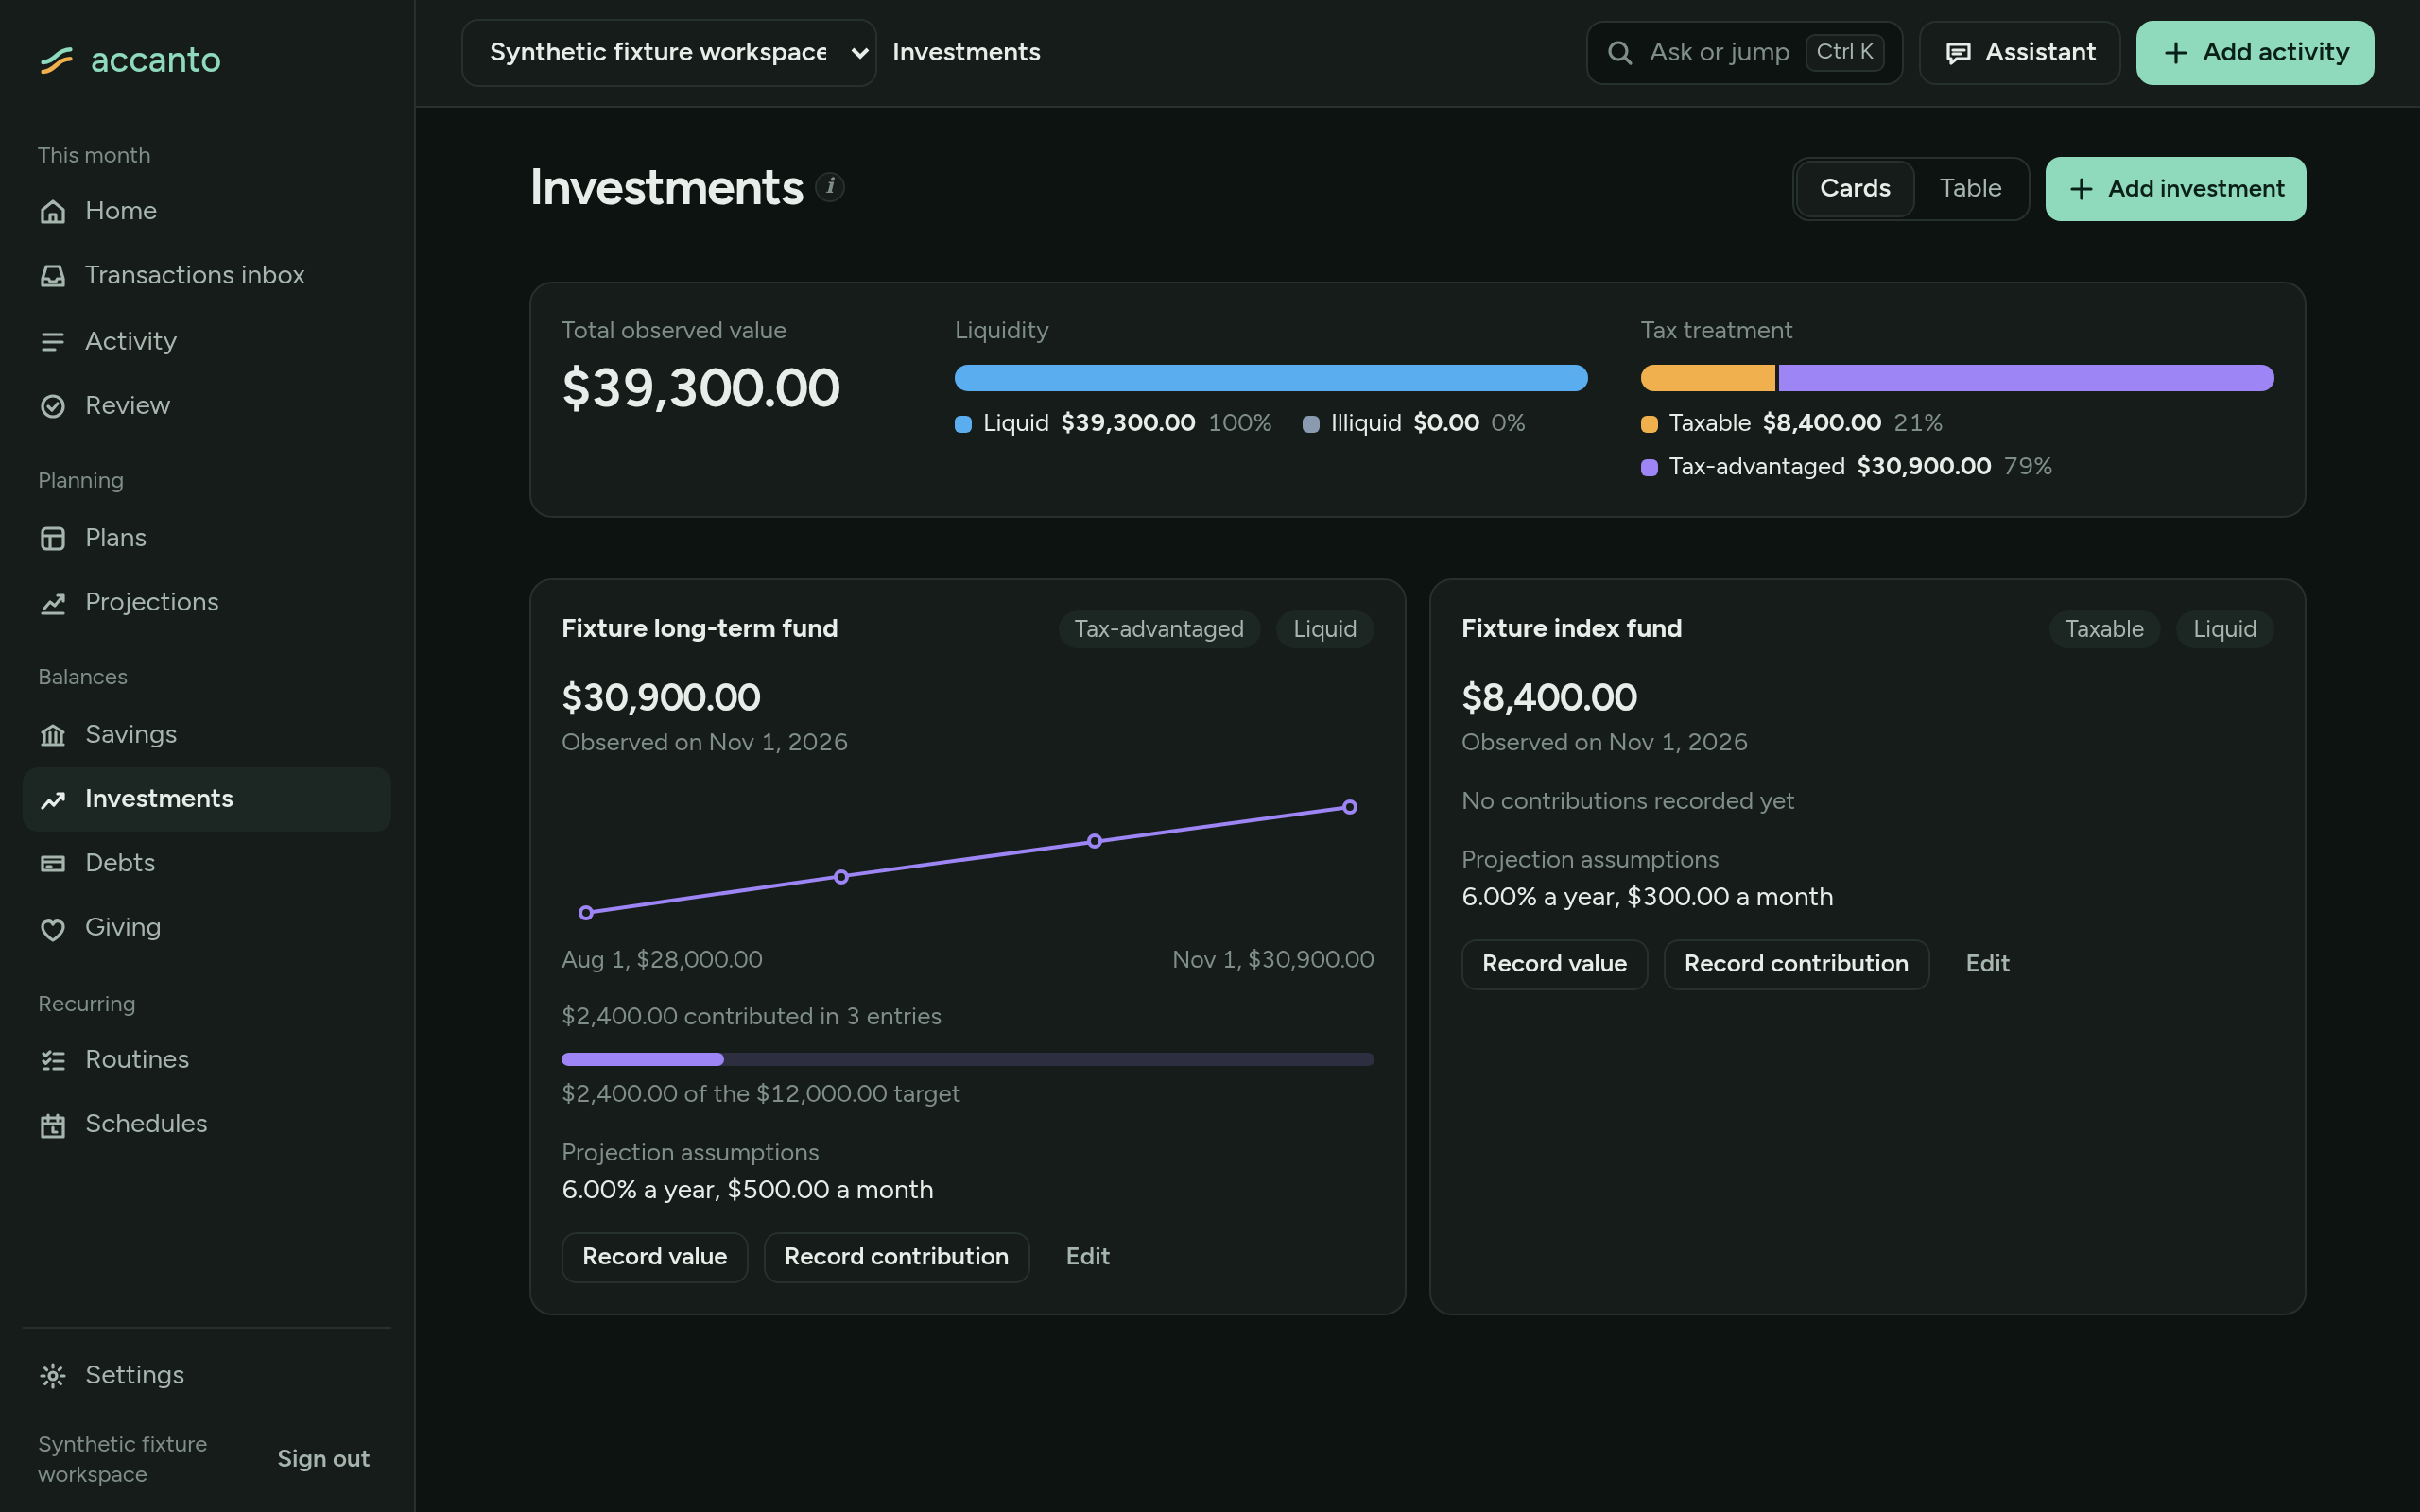 accanto
This month
Home
Transactions inbox
Activity
Review
Planning
Plans
Projections
Balances
Savings
Investments
Debts
Giving
Recurring
Routines
Schedules
Settings
Synthetic fixture
workspace
Sign out
Synthetic fixture workspace
Investments
Ask or jump
Ctrl K
Assistant
Add activity
Investments i
Cards
Table
Add investment
Total observed value
$39,300.00
Liquidity
Liquid $39,300.00 100% Illiquid $0.00 0%
Tax treatment
Taxable $8,400.00 21%
Tax-advantaged $30,900.00 79%
Fixture long-term fund
Tax-advantaged
Liquid
$30,900.00
Observed on Nov 1, 2026
Aug 1, $28,000.00
Nov 1, $30,900.00
$2,400.00 contributed in 3 entries
$2,400.00 of the $12,000.00 target
Projection assumptions
6.00% a year, $500.00 a month
Record value
Record contribution
Edit
Fixture index fund
Taxable
Liquid
$8,400.00
Observed on Nov 1, 2026
No contributions recorded yet
Projection assumptions
6.00% a year, $300.00 a month
Record value
Record contribution
Edit